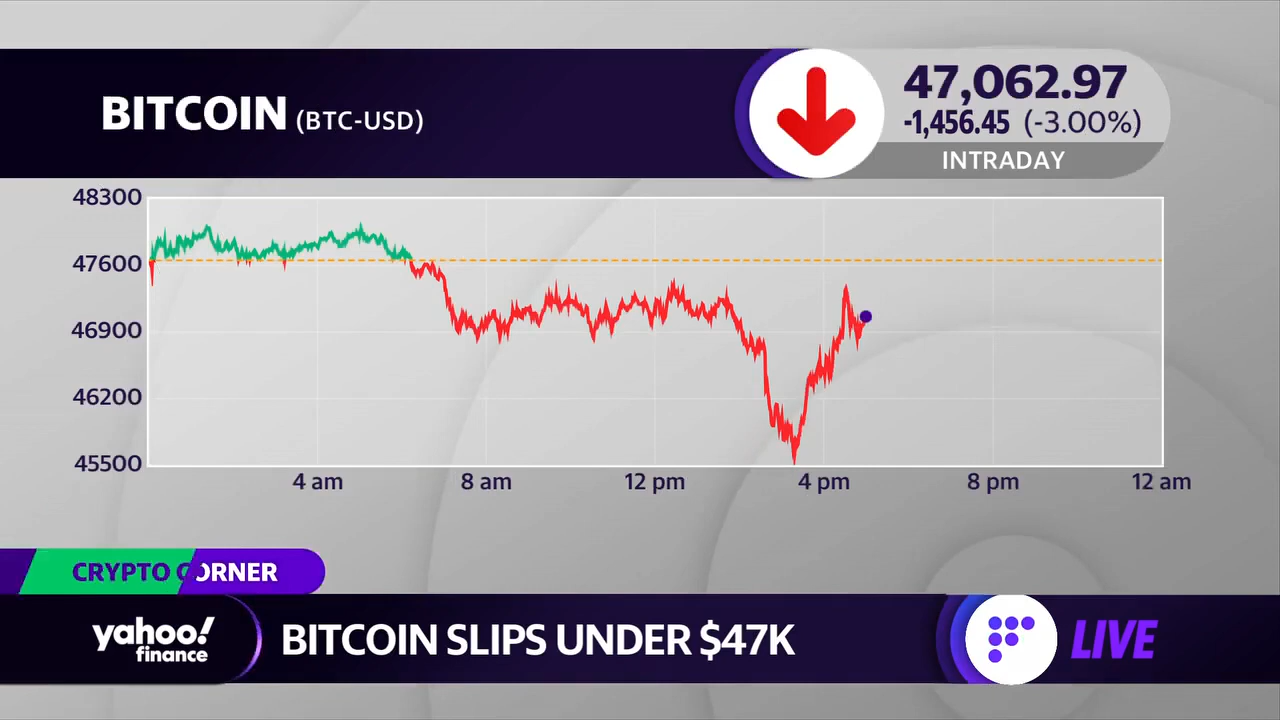 BITCOIN (BTC-USD)
47,062.97
-1,456.45 (-3.00%)
INTRADAY
48300
47600
46900
46200
45500
4 am 8 am 12 pm 4 pm 8 pm 12 am
CRYPTO CORNER
yahoo!
finance
BITCOIN SLIPS UNDER $47K
LIVE